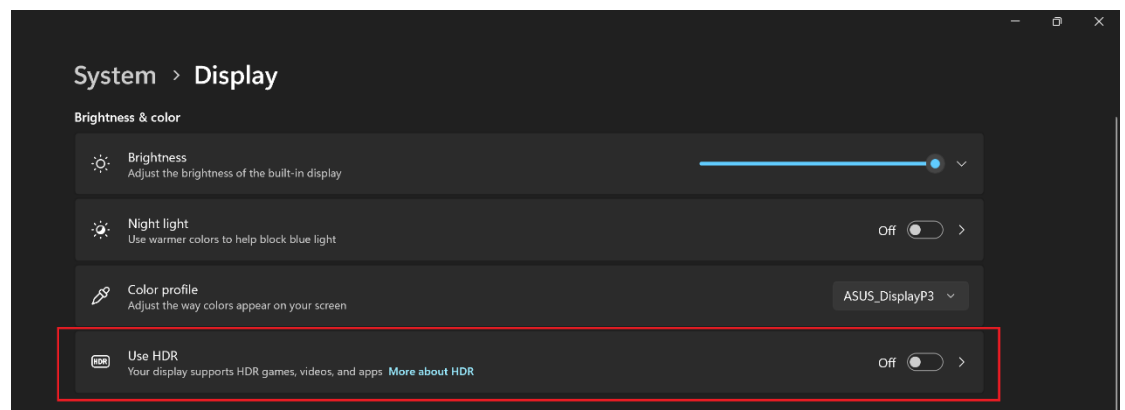 System > Display
Brightness & color
Brightness
Adjust the brightness of the built-in display
Night light
Use warmer colors to help block blue light
Off
Color profile
Adjust the way colors appear on your screen
ASUS_DisplayP3
HDR
Use HDR
Your display supports HDR games, videos, and apps More about HDR
Off